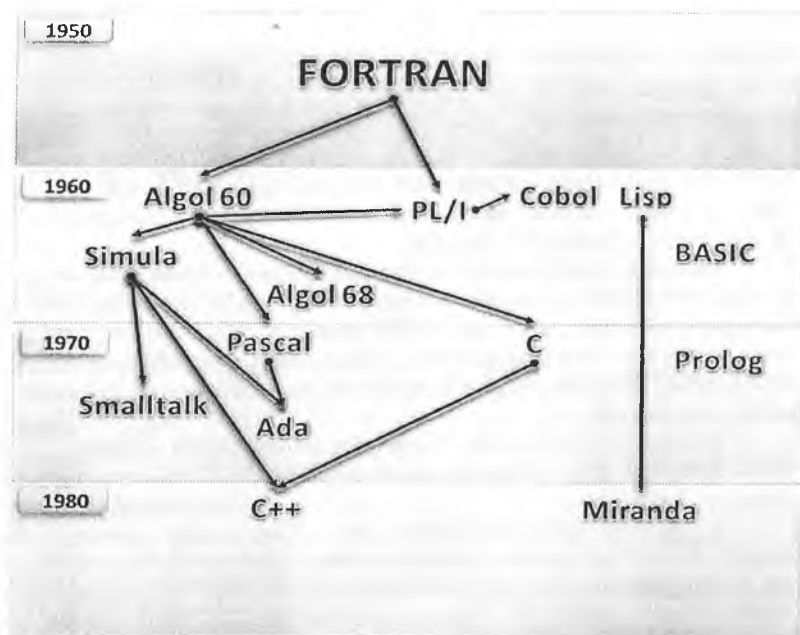 1950
FORTRAN
1960
Algol 60
PL/I
Cobol
Lisp
Simula
BASIC
Algol 68
1970
Pascal
C
Prolog
Smalltalk
Ada
1980
C++
Miranda